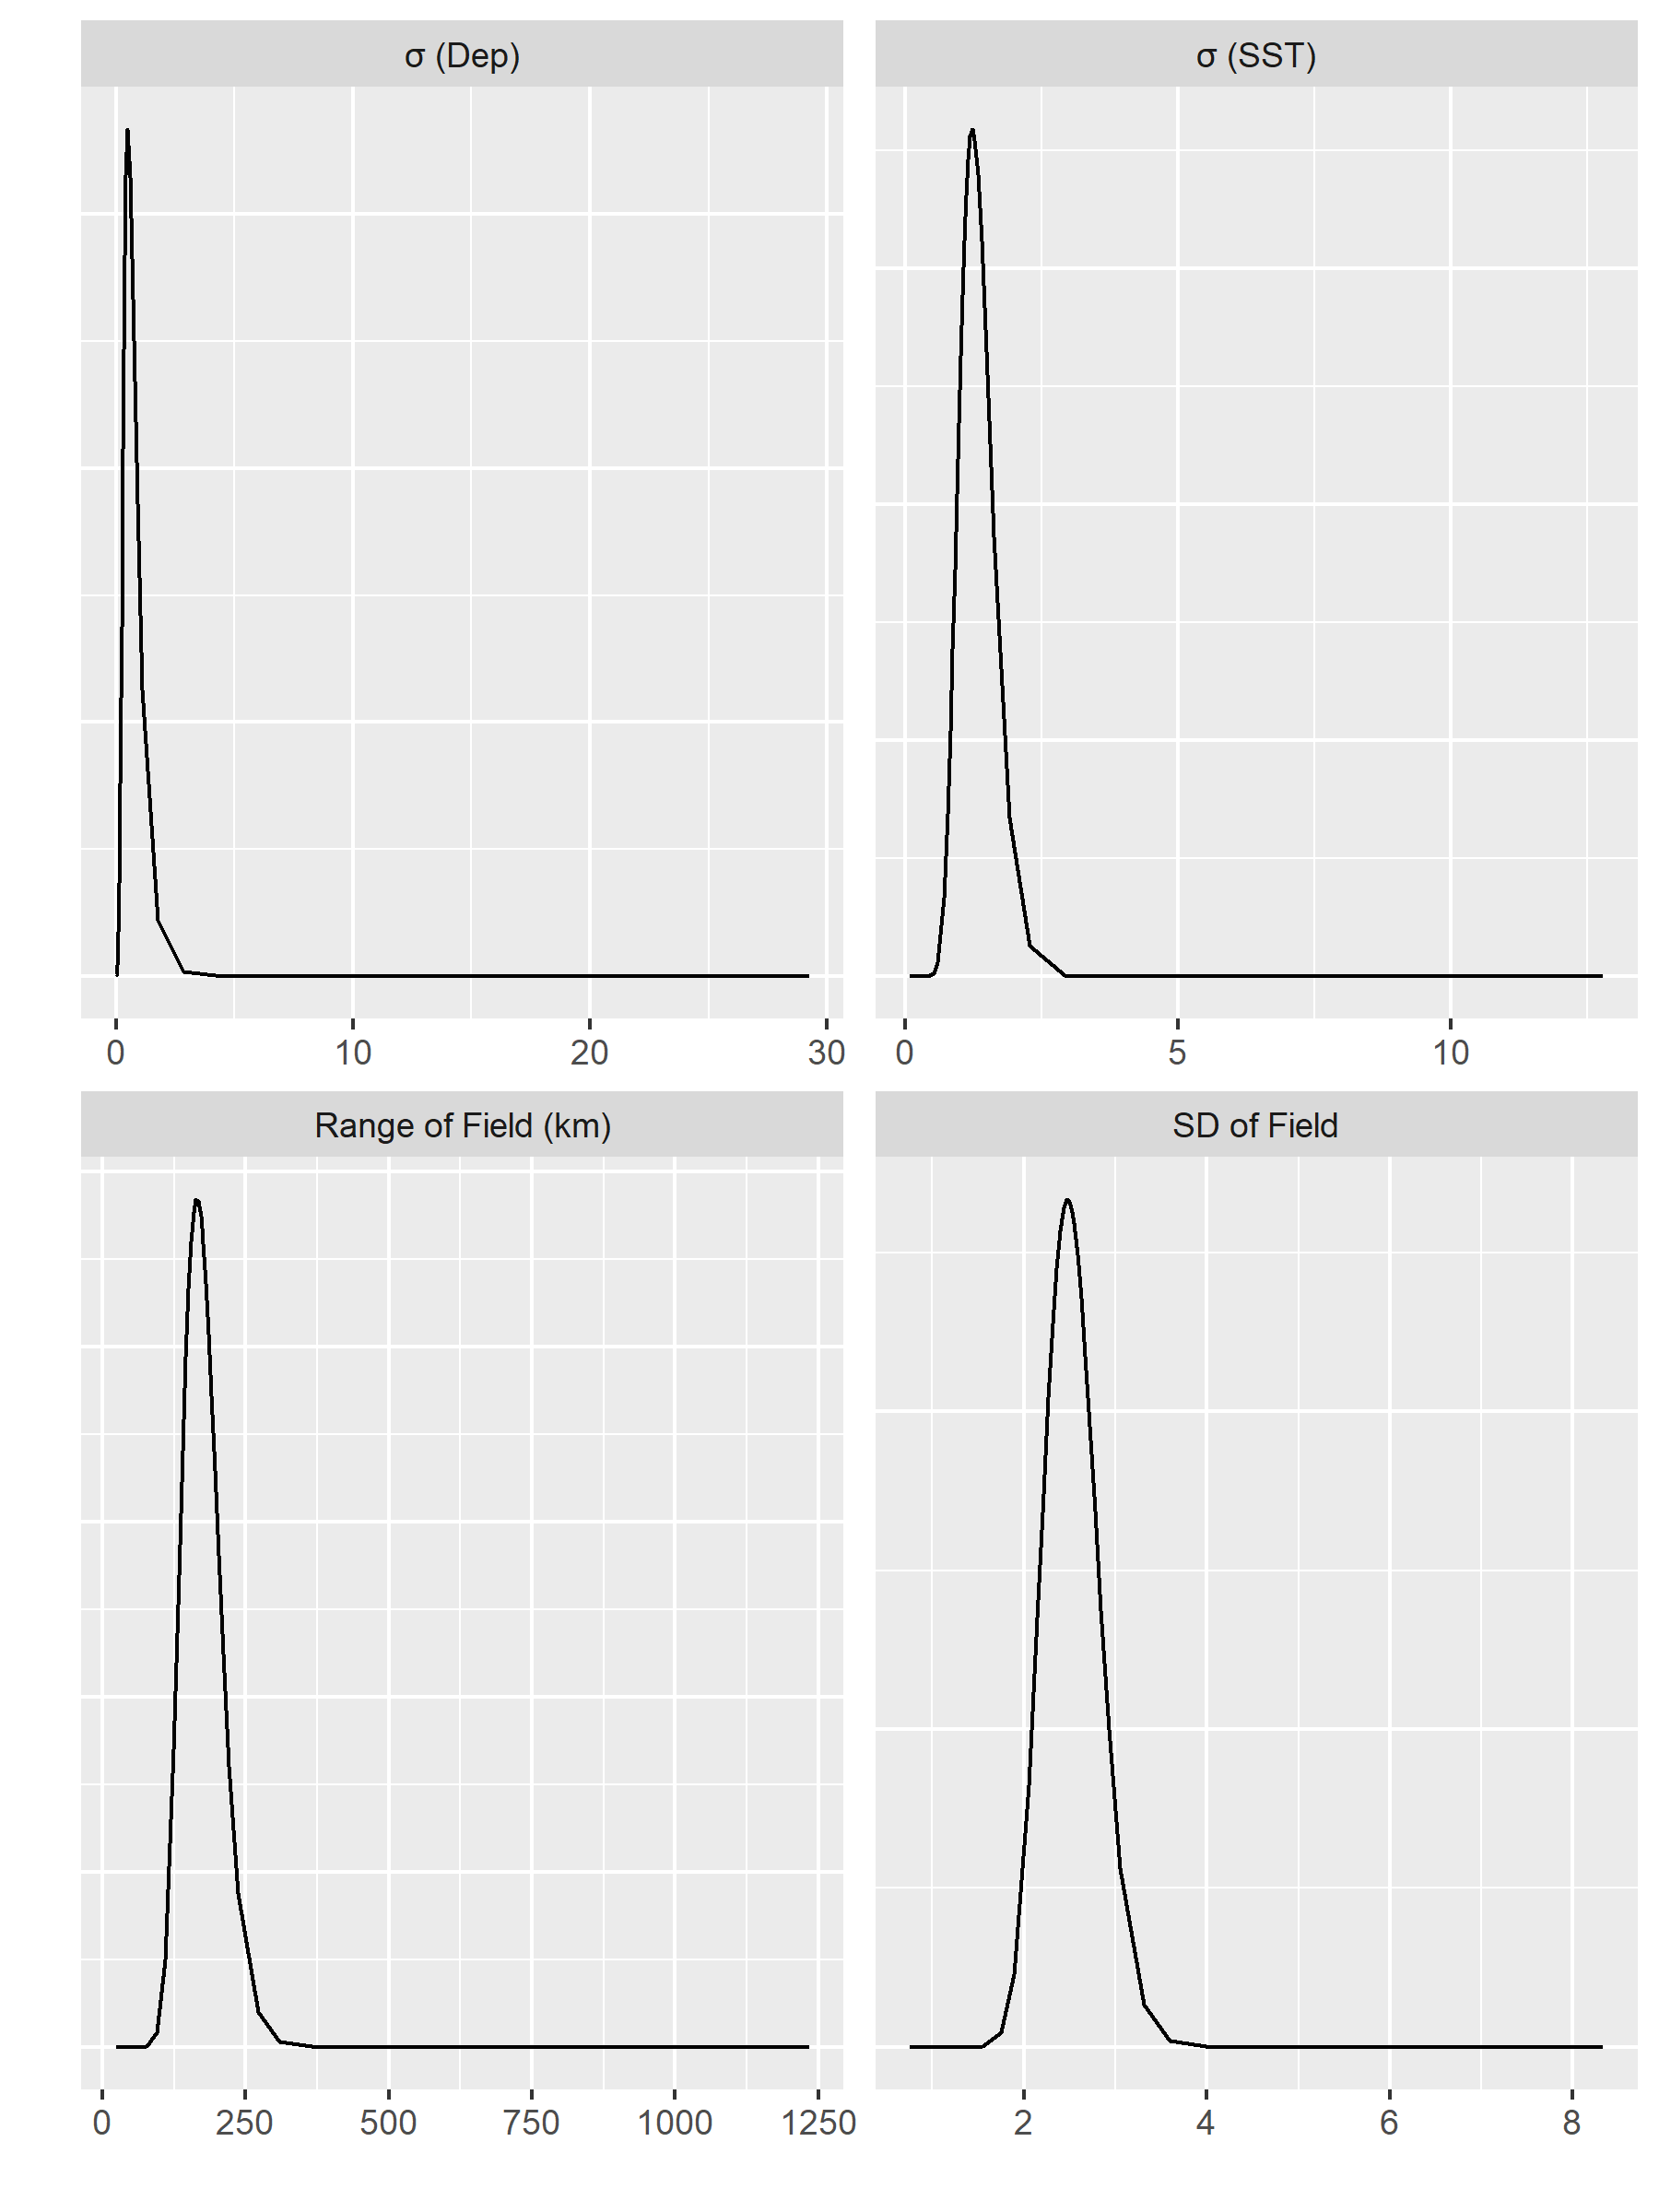 σ (Dep)
σ (SST)
0 10 20 30
0 5 10
Range of Field (km)
SD of Field
0 250 500 750 1000 1250
2 4 6 8